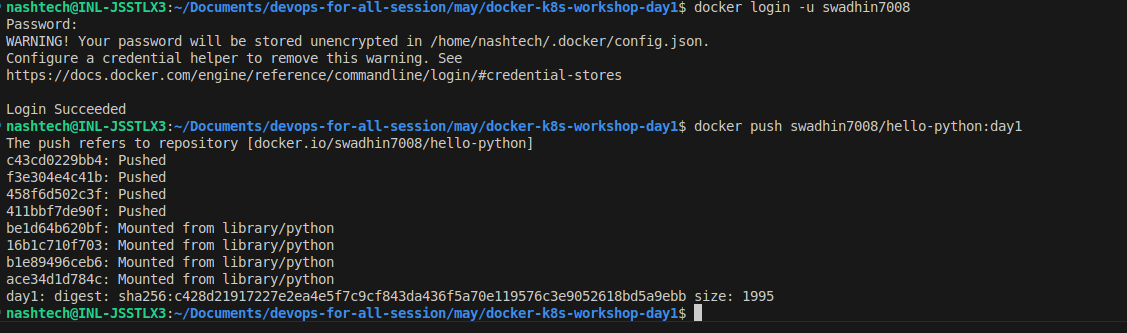 nashtech@INL-JSSTLX3:~/Documents/devops-for-all-session/may/docker-k8s-workshop-day1$ docker login -u swadhin7008
Password:
WARNING! Your password will be stored unencrypted in /home/nashtech/.docker/config.json.
Configure a credential helper to remove this warning. See
https://docs.docker.com/engine/reference/commandline/login/#credential-stores

Login Succeeded
nashtech@INL-JSSTLX3:~/Documents/devops-for-all-session/may/docker-k8s-workshop-day1$ docker push swadhin7008/hello-python:day1
The push refers to repository [docker.io/swadhin7008/hello-python]
c43cd0229bb4: Pushed
f3e304e4c41b: Pushed
458f6d502c3f: Pushed
411bbf7de90f: Pushed
be1d64b620bf: Mounted from library/python
16b1c710f703: Mounted from library/python
b1e89496ceb6: Mounted from library/python
ace34d1d784c: Mounted from library/python
day1: digest: sha256:c428d21917227e2ea4e5f7c9cf843da436f5a70e119576c3e9052618bd5a9ebb size: 1995
nashtech@INL-JSSTLX3:~/Documents/devops-for-all-session/may/docker-k8s-workshop-day1$